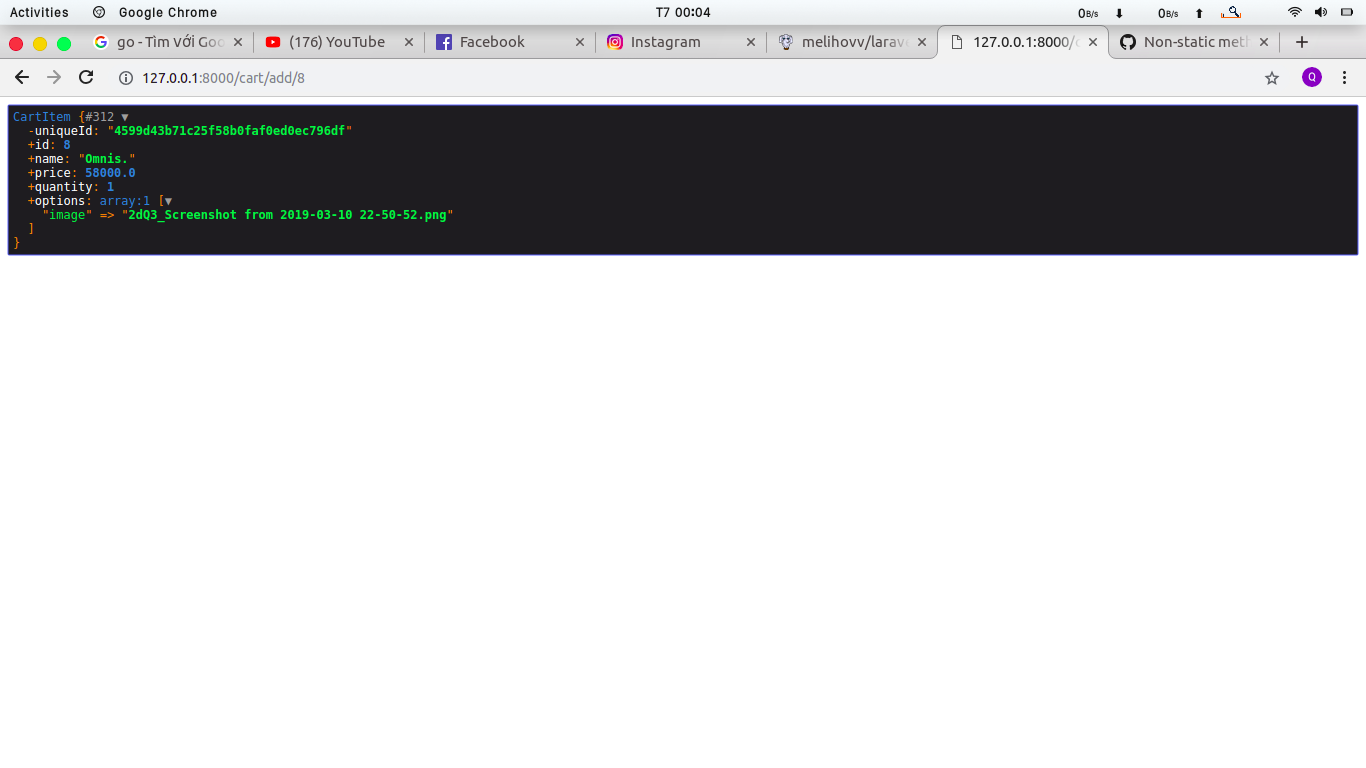 Activities Google Chrome T7 00:04 0B/s 0B/s
go - Tìm với Goo (176) YouTube Facebook Instagram melihovv/larav 127.0.0.1:8000/c Non-static meth
127.0.0.1:8000/cart/add/8 Q
CartItem {#312 ▼
-uniqueId: "4599d43b71c25f58b0faf0ed0ec796df"
+id: 8
+name: "Omnis."
+price: 58000.0
+quantity: 1
+options: array:1 [▼
"image" => "2dQ3_Screenshot from 2019-03-10 22-50-52.png"
]
}